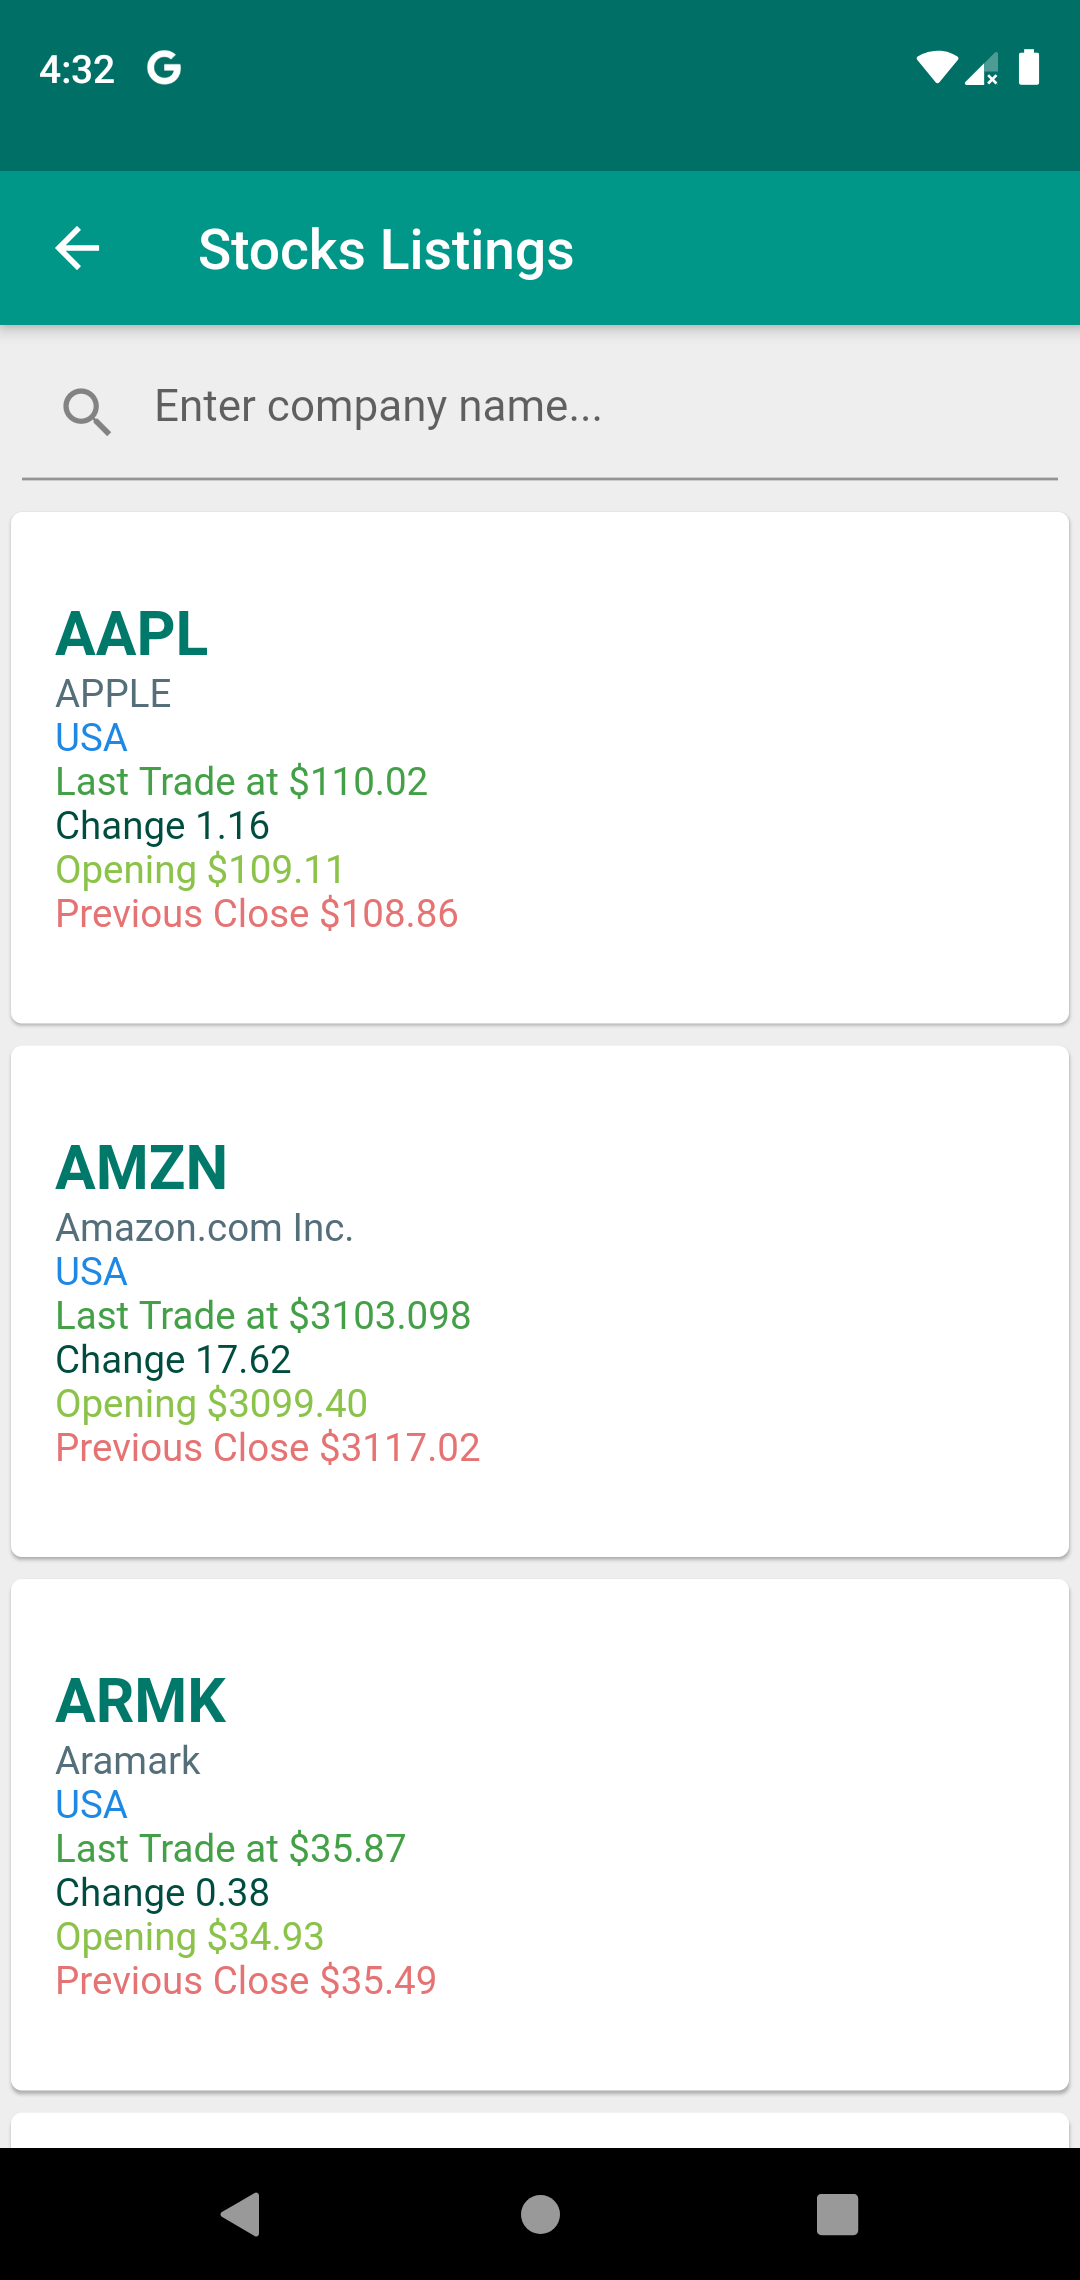 4:32 G
Stocks Listings
Enter company name...
AAPL
APPLE
USA
Last Trade at $110.02
Change 1.16
Opening $109.11
Previous Close $108.86
AMZN
Amazon.com Inc.
USA
Last Trade at $3103.098
Change 17.62
Opening $3099.40
Previous Close $3117.02
ARMK
Aramark
USA
Last Trade at $35.87
Change 0.38
Opening $34.93
Previous Close $35.49